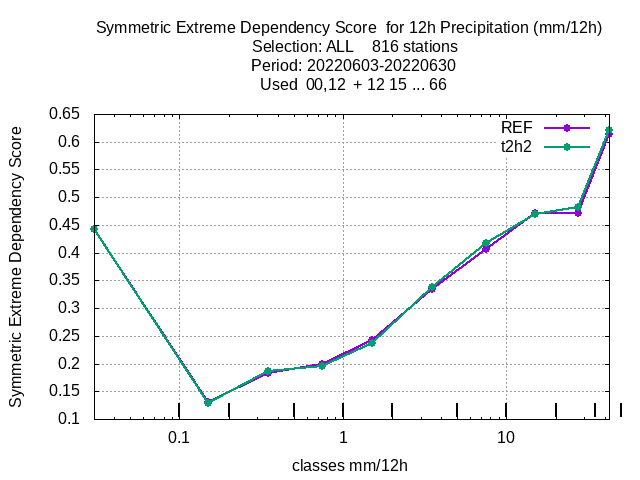 Symmetric Extreme Dependency Score  for 12h Precipitation (mm/12h)
Selection: ALL    816 stations
Period: 20220603-20220630
Used  00,12  + 12 15 ... 66
Symmetric Extreme Dependency Score
0.65
0.6
0.55
0.5
0.45
0.4
0.35
0.3
0.25
0.2
0.15
0.1
REF
t2h2
0.1 1 10
classes mm/12h